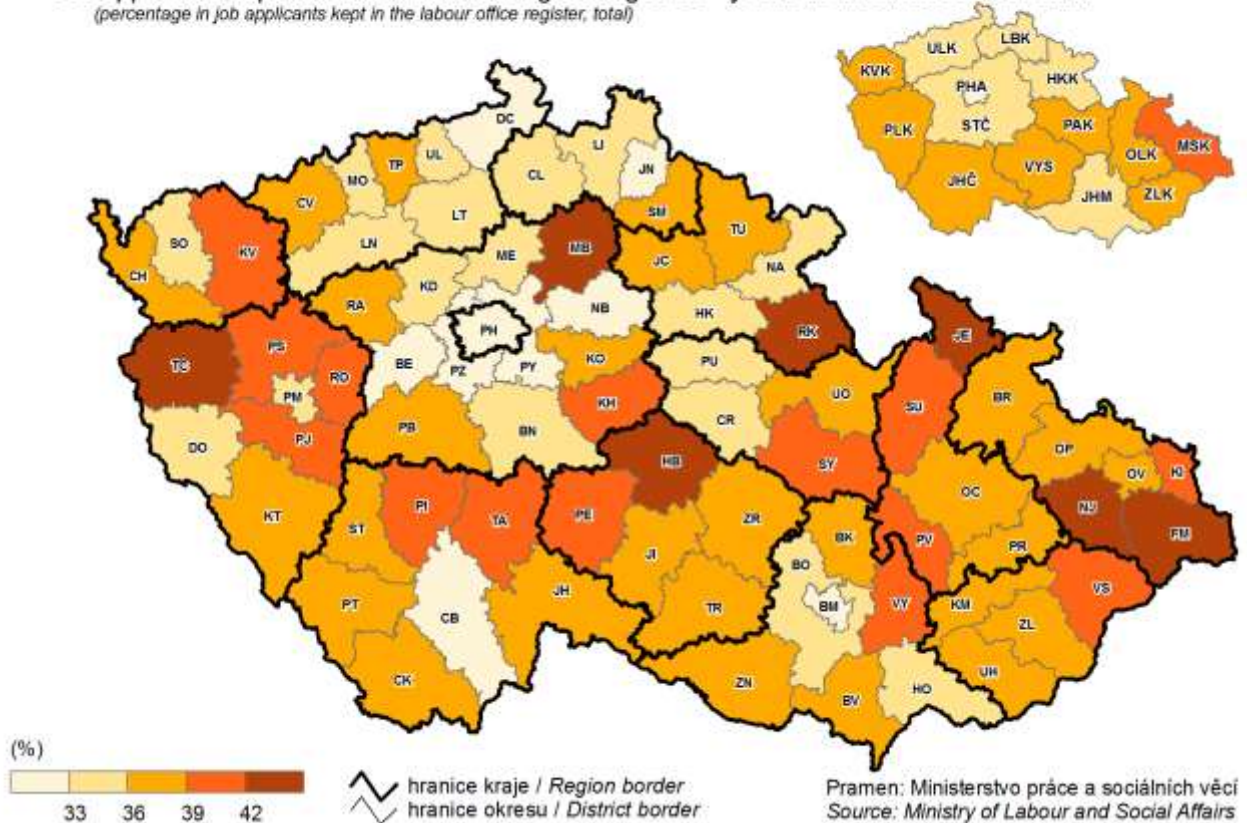 (percentage in job applicants kept in the labour office register, total)
ULK
LBK
KVK
HKK
PHA
STČ
PLK
PAK
MSK
OLK
VYS
JHČ
JHM
ZLK
DC
UL
TP
LI
MO
CL
JN
CV
LT
SM
SO
KV
LN
MB
TU
CH
ME
JC
NA
RA
KD
NB
HK
RK
JE
PH
TC
PS
RO
BE
PZ
PY
KO
PU
SU
BR
PM
KH
UO
CR
DO
PJ
PB
BN
SY
OP
HB
OV
KI
OC
NJ
FM
KT
ST
PI
TA
PE
ZR
BK
PV
PR
JI
BO
VS
PT
JH
TR
BM
VY
KM
ZL
CB
CK
ZN
BV
HO
UH
(%)
33 36 39 42
hranice kraje / Region border
hranice okresu / District border
Pramen: Ministerstvo práce a sociálních věcí
Source: Ministry of Labour and Social Affairs